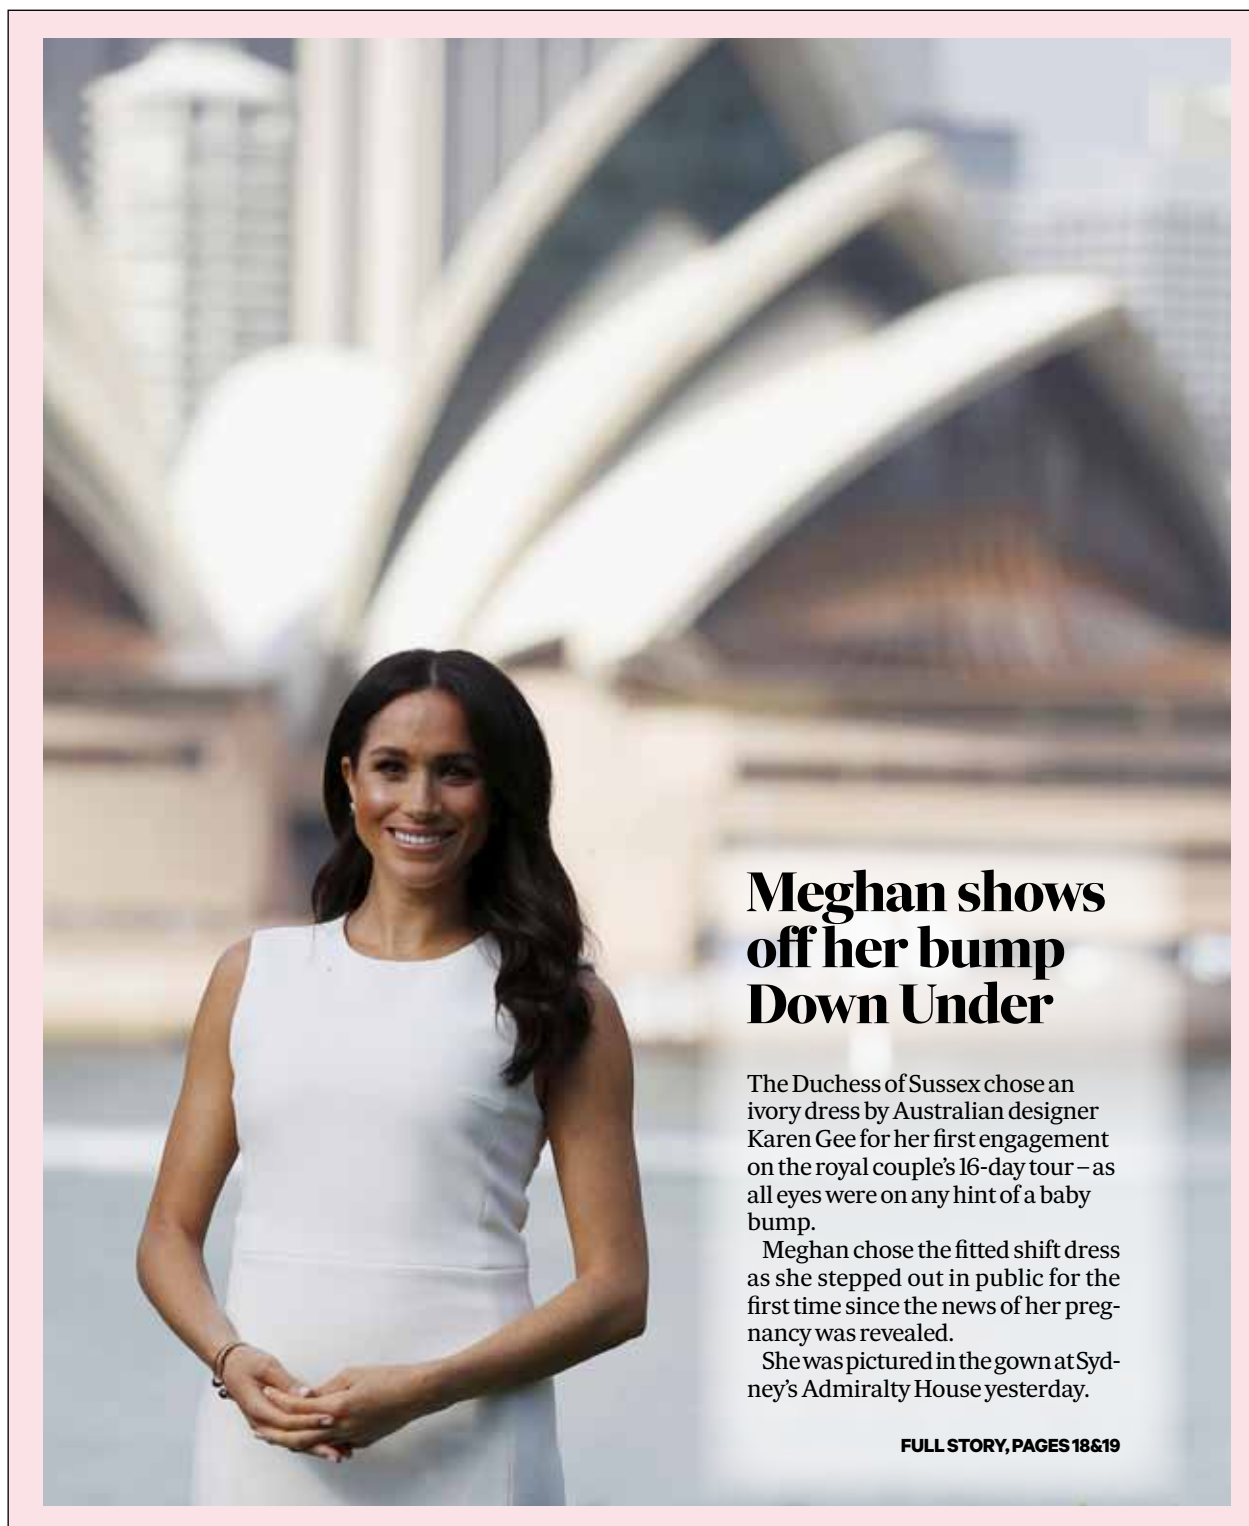 Meghan shows
off her bump
Down Under
The Duchess of Sussex chose an
ivory dress by Australian designer
Karen Gee for her first engagement
on the royal couple's 16-day tour – as
all eyes were on any hint of a baby
bump.
Meghan chose the fitted shift dress
as she stepped out in public for the
first time since the news of her preg-
nancy was revealed.
She was pictured in the gown at Syd-
ney's Admiralty House yesterday.
FULL STORY, PAGES 18&19